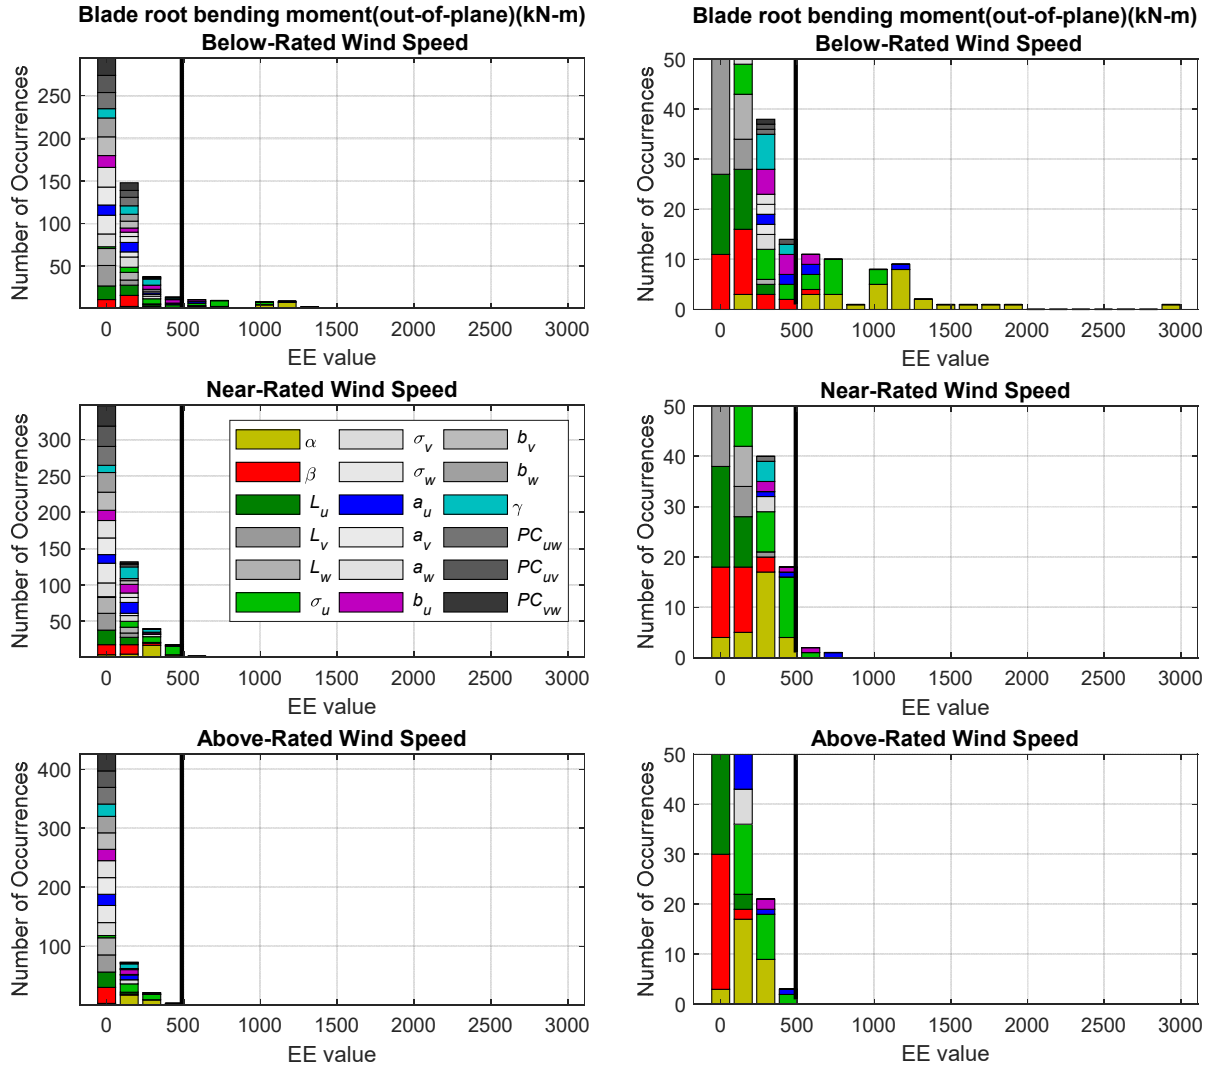 Blade root bending moment(out-of-plane)(kN-m)
Below-Rated Wind Speed
Number of Occurrences
250
200
150
100
50
0 500 1000 1500 2000 2500 3000
EE value
Blade root bending moment(out-of-plane)(kN-m)
Below-Rated Wind Speed
Number of Occurrences
50
40
30
20
10
0
0 500 1000 1500 2000 2500 3000
EE value
Near-Rated Wind Speed
Number of Occurrences
300
250
200
150
100
50
α σv bv
β σw bw
Lu au γ
Lv av PCuw
Lw aw PCuv
σu bu PCvw
0 500 1000 1500 2000 2500 3000
EE value
Near-Rated Wind Speed
Number of Occurrences
50
40
30
20
10
0
0 500 1000 1500 2000 2500 3000
EE value
Above-Rated Wind Speed
Number of Occurrences
400
300
200
100
0 500 1000 1500 2000 2500 3000
EE value
Above-Rated Wind Speed
Number of Occurrences
50
40
30
20
10
0
0 500 1000 1500 2000 2500 3000
EE value